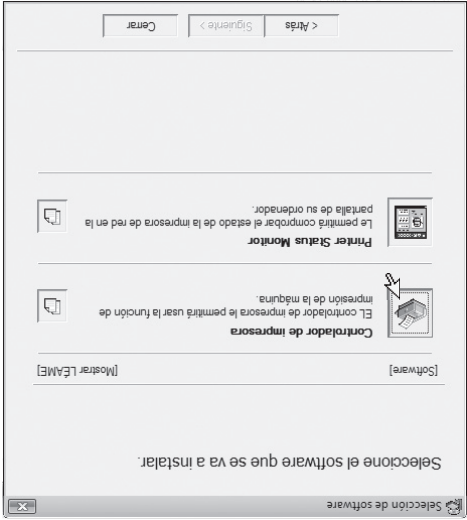 Selección de software
Seleccione el software que se va a instalar.
[Software] [Mostrar LÉAME]
Controlador de impresora
EL controlador de impresora le permitirá usar la función de
impresión de la máquina.
Printer Status Monitor
Le permitirá comprobar el estado de la impresora de red en la
pantalla de su ordenador.
< Atrás Siguiente > Cerrar